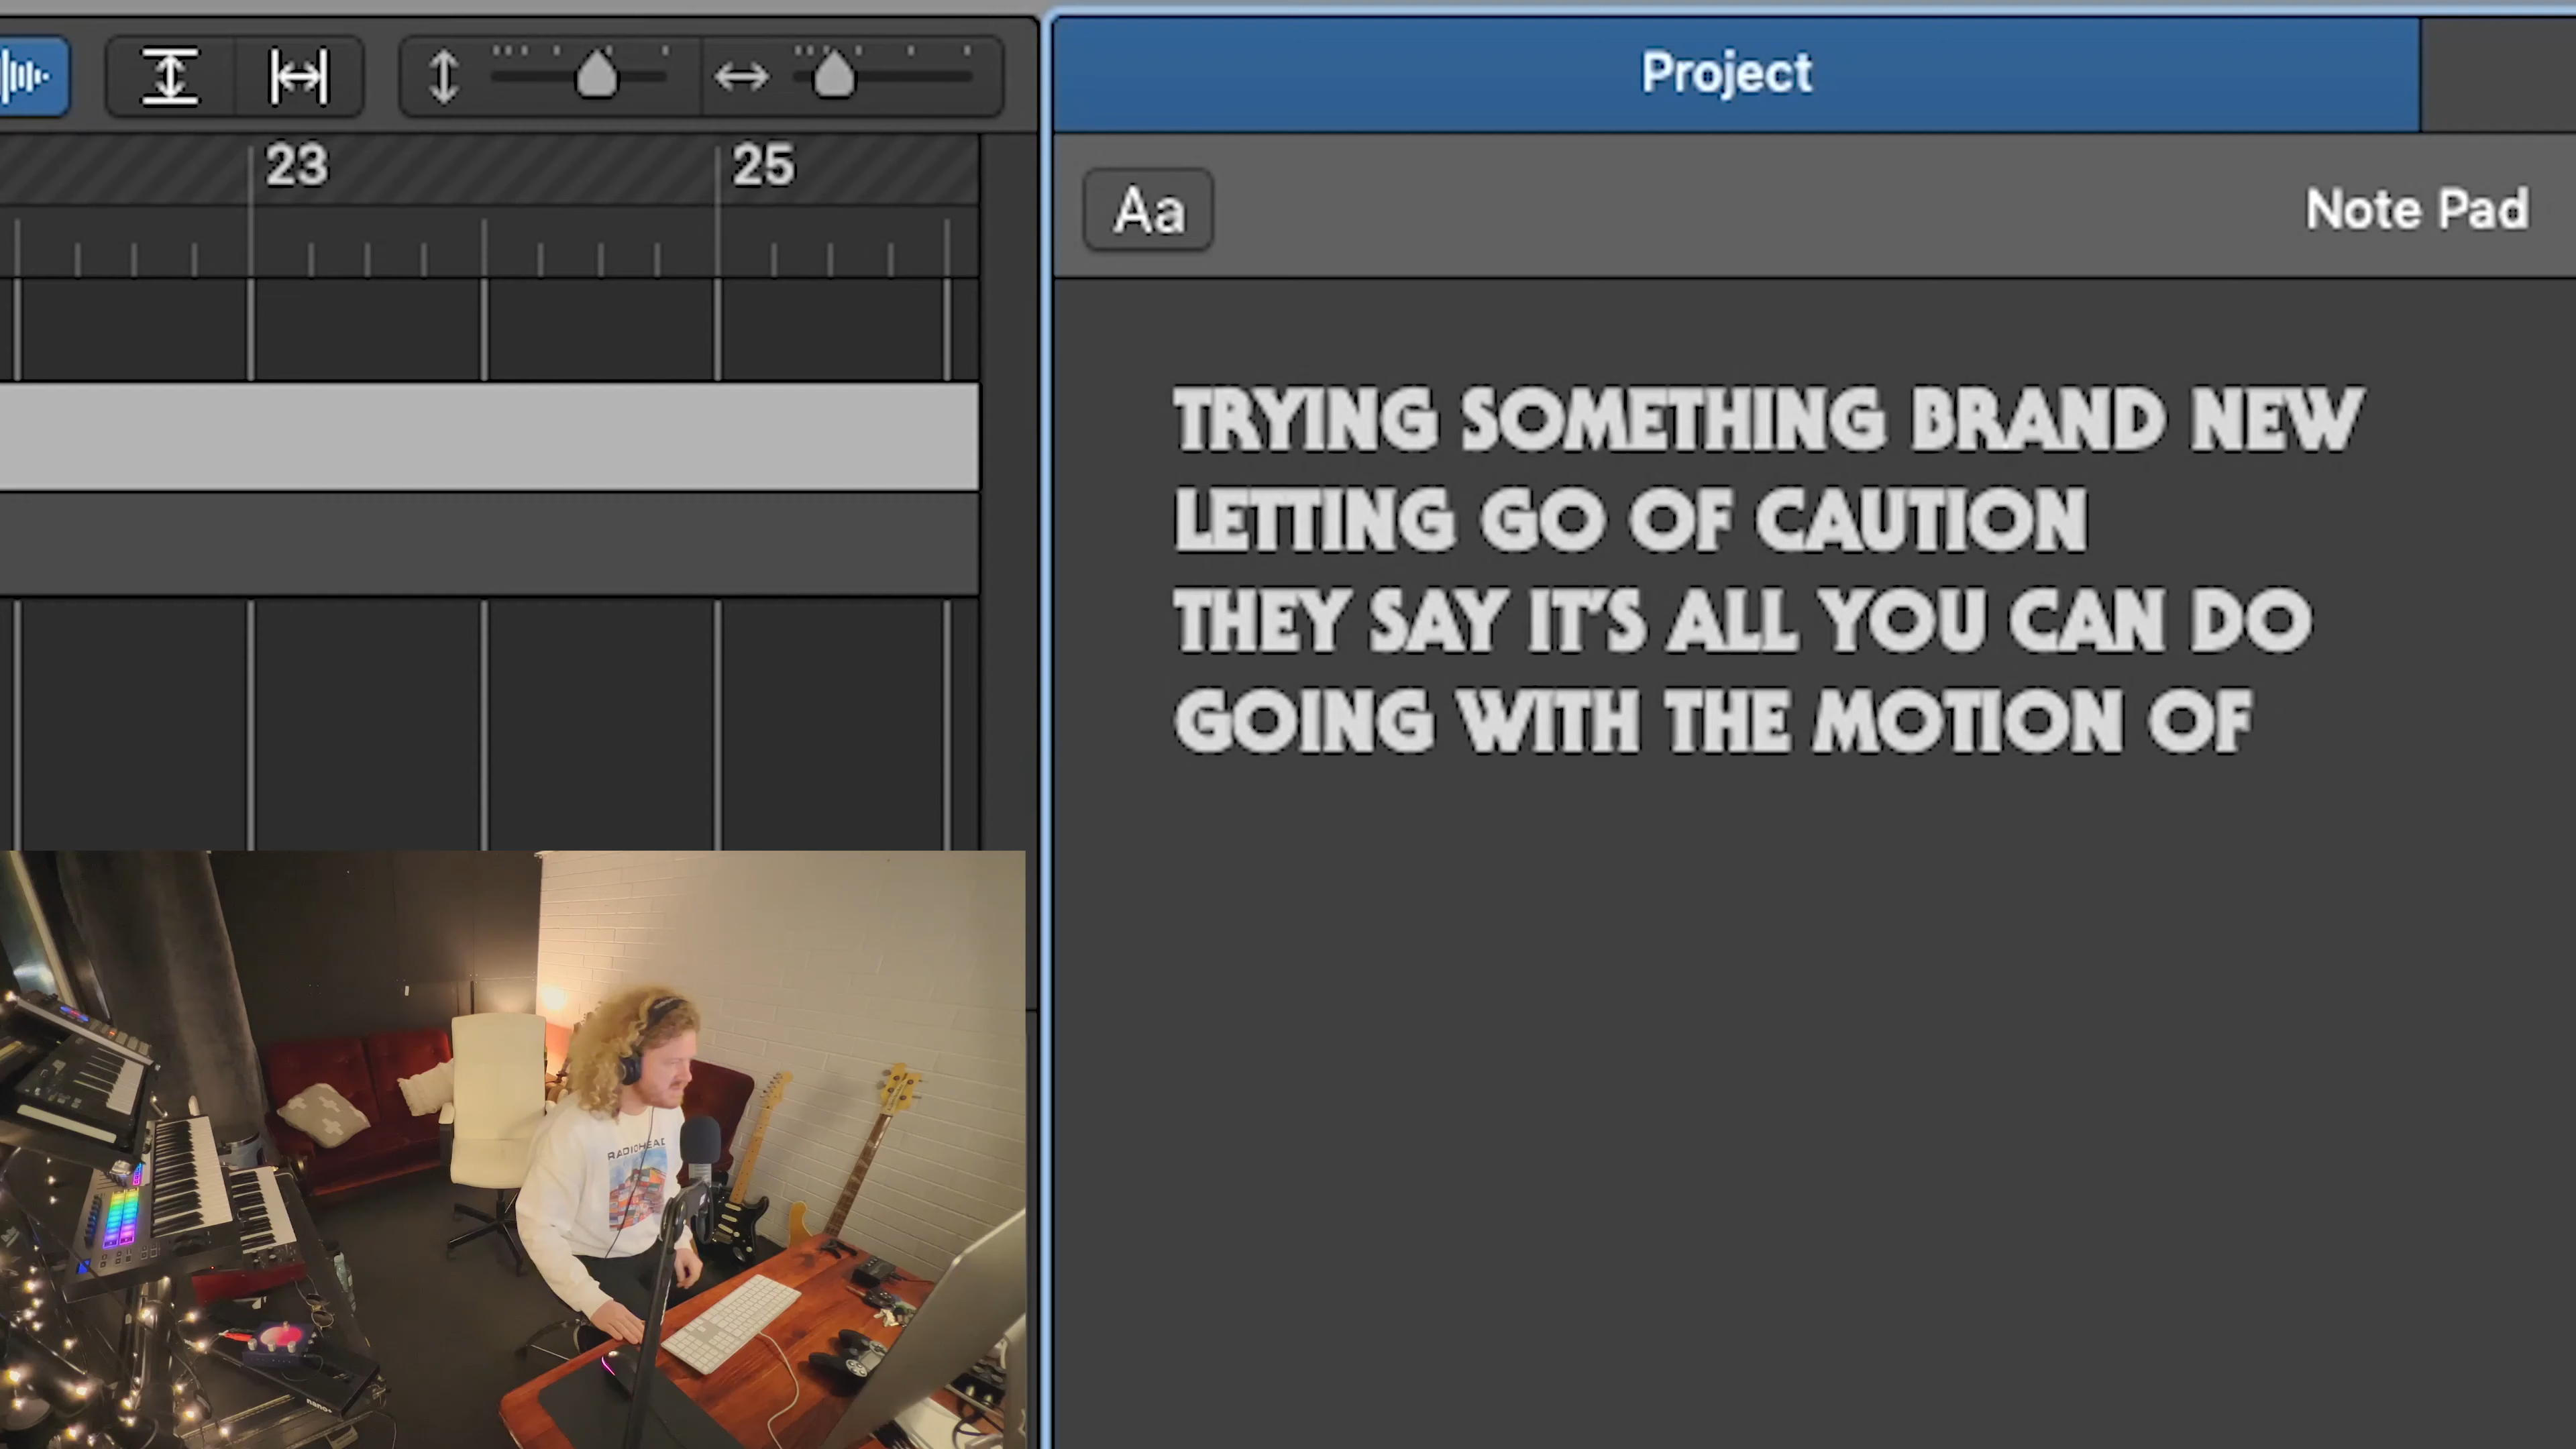 Project
23
25
Aa
Note Pad
TRYING SOMETHING BRAND NEW
LETTING GO OF CAUTION
THEY SAY IT'S ALL YOU CAN DO
GOING WITH THE MOTION OF
RADIOHEAD
nano+